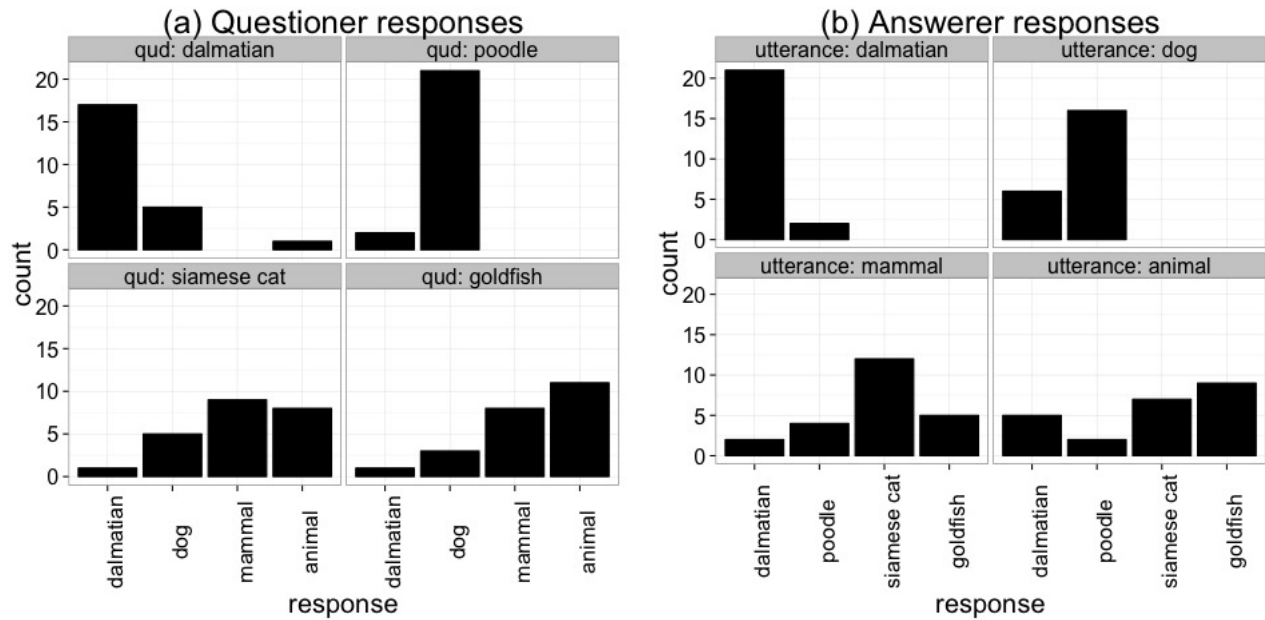 (a) Questioner responses
qud: dalmatian
qud: poodle
20
15
10
5
0
qud: siamese cat
qud: goldfish
20
15
10
5
0
count
dalmatian
dog
mammal
animal
dalmatian
dog
mammal
animal
response
(b) Answerer responses
utterance: dalmatian
utterance: dog
20
15
10
5
0
utterance: mammal
utterance: animal
20
15
10
5
0
count
dalmatian
poodle
siamese cat
goldfish
dalmatian
poodle
siamese cat
goldfish
response